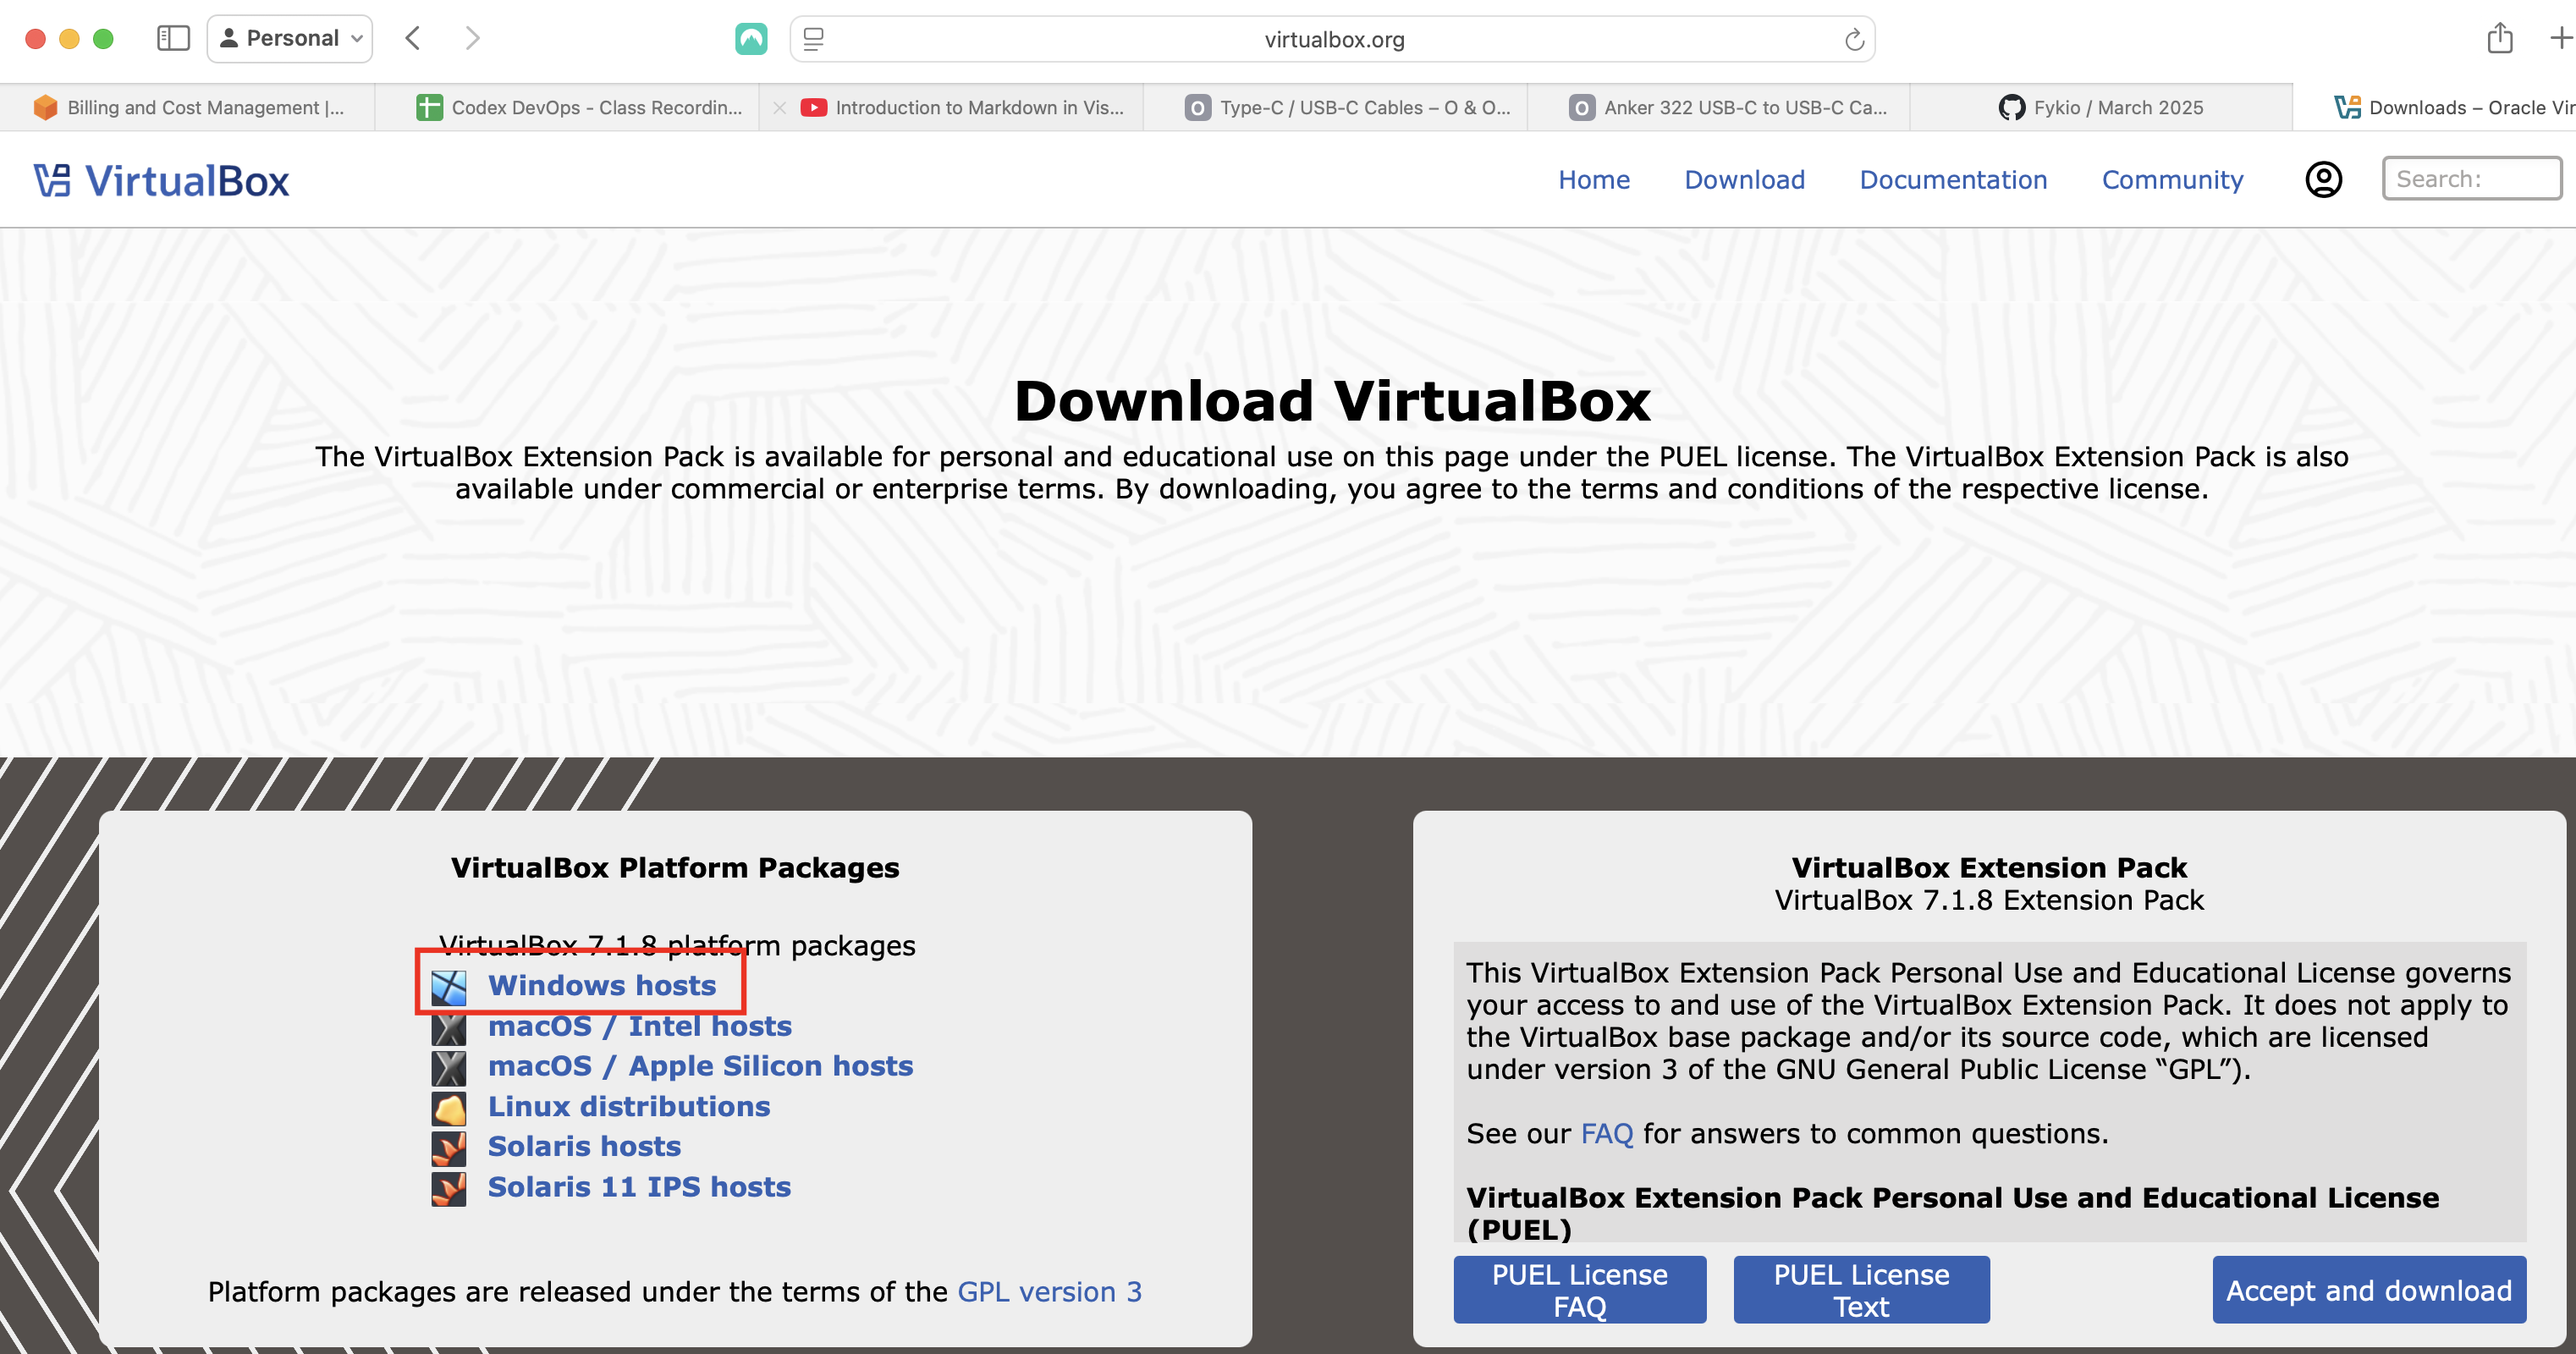 Personal
virtualbox.org
Billing and Cost Management |...
Codex DevOps - Class Recordin...
Introduction to Markdown in Vis...
Type-C / USB-C Cables – O & O...
Anker 322 USB-C to USB-C Ca...
Fykio / March 2025
Downloads – Oracle Vir
VirtualBox
Home
Download
Documentation
Community
Search:
Download VirtualBox
The VirtualBox Extension Pack is available for personal and educational use on this page under the PUEL license. The VirtualBox Extension Pack is also
available under commercial or enterprise terms. By downloading, you agree to the terms and conditions of the respective license.
VirtualBox Platform Packages
VirtualBox 7.1.8 platform packages
Windows hosts
macOS / Intel hosts
macOS / Apple Silicon hosts
Linux distributions
Solaris hosts
Solaris 11 IPS hosts
Platform packages are released under the terms of the GPL version 3
VirtualBox Extension Pack
VirtualBox 7.1.8 Extension Pack
This VirtualBox Extension Pack Personal Use and Educational License governs
your access to and use of the VirtualBox Extension Pack. It does not apply to
the VirtualBox base package and/or its source code, which are licensed
under version 3 of the GNU General Public License “GPL”).
See our FAQ for answers to common questions.
VirtualBox Extension Pack Personal Use and Educational License
(PUEL)
PUEL License
FAQ
PUEL License
Text
Accept and download